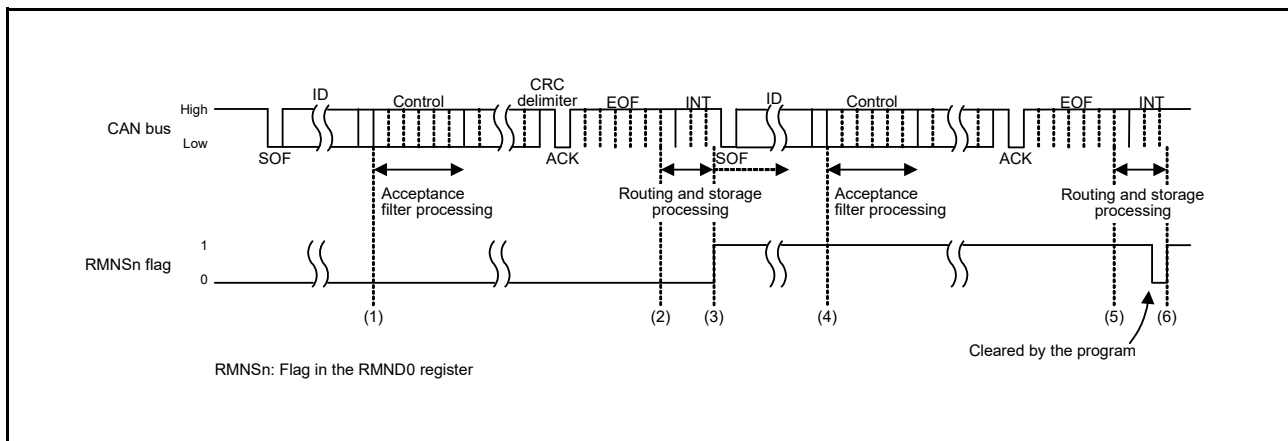 CRC
ID
Control
delimiter
EOF
INT
ID
Control
EOF
INT
High
CAN bus
Low
SOF
ACK
SOF
ACK
Acceptance
filter processing
Routing and storage
processing
Acceptance
filter processing
Routing and storage
processing
1
RMNSn flag
0
(1)
(2)
(3)
(4)
(5)
(6)
Cleared by the program
RMNSn: Flag in the RMND0 register